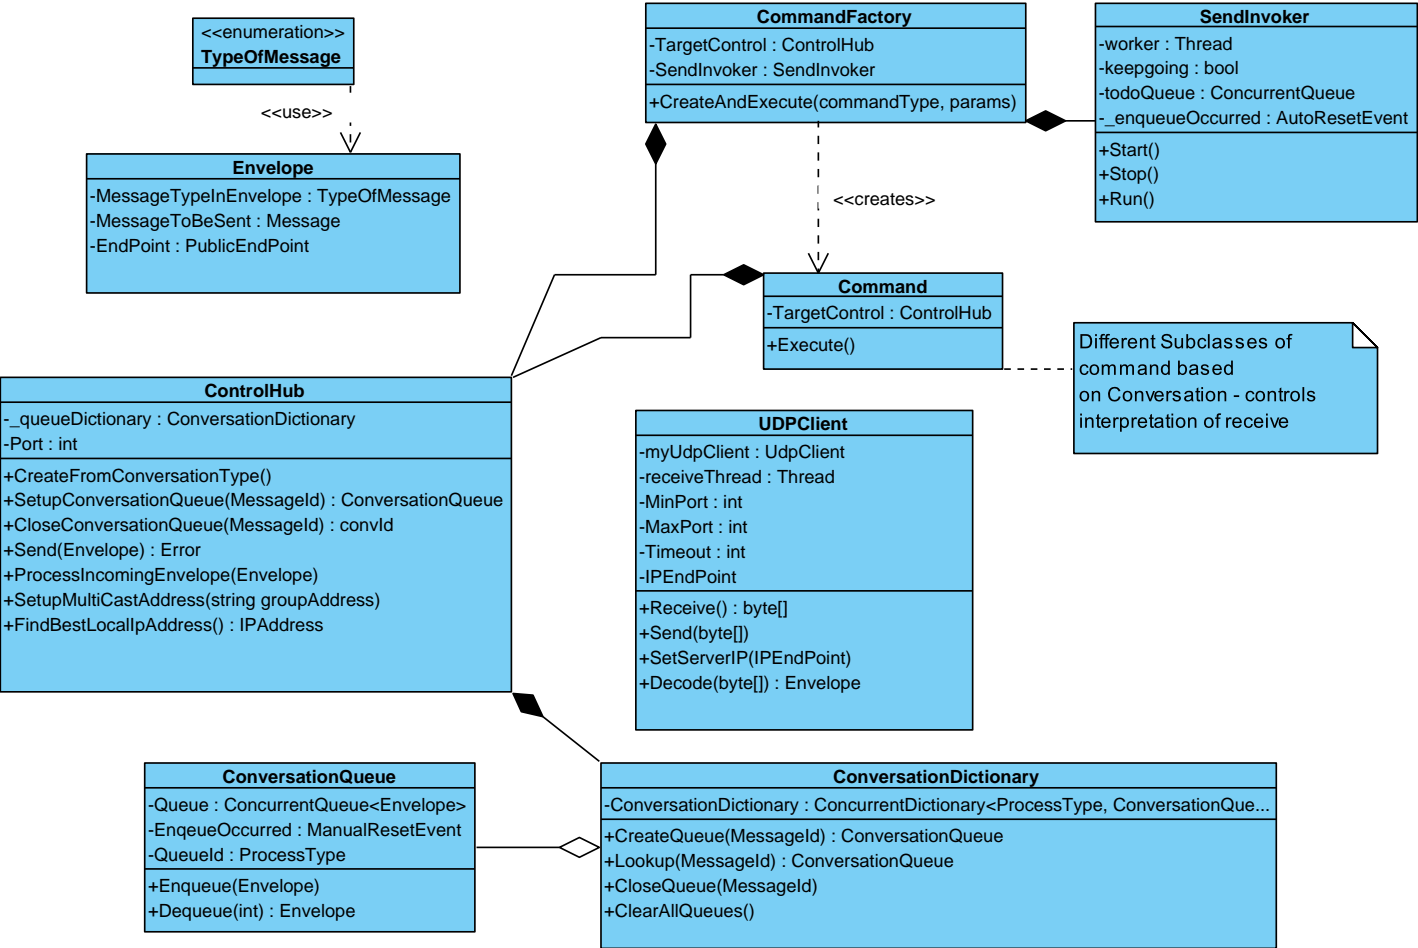 <<enumeration>>
TypeOfMessage
<<use>>
Envelope
-MessageTypeInEnvelope : TypeOfMessage
-MessageToBeSent : Message
-EndPoint : PublicEndPoint
CommandFactory
-TargetControl : ControlHub
-SendInvoker : SendInvoker
+CreateAndExecute(commandType, params)
SendInvoker
-worker : Thread
-keepgoing : bool
-todoQueue : ConcurrentQueue
-_enqueueOccurred : AutoResetEvent
+Start()
+Stop()
+Run()
<<creates>>
Command
-TargetControl : ControlHub
+Execute()
Different Subclasses of
command based
on Conversation - controls
interpretation of receive
ControlHub
-_queueDictionary : ConversationDictionary
-Port : int
+CreateFromConversationType()
+SetupConversationQueue(MessageId) : ConversationQueue
+CloseConversationQueue(MessageId) : convId
+Send(Envelope) : Error
+ProcessIncomingEnvelope(Envelope)
+SetupMultiCastAddress(string groupAddress)
+FindBestLocalIpAddress() : IPAddress
UDPClient
-myUdpClient : UdpClient
-receiveThread : Thread
-MinPort : int
-MaxPort : int
-Timeout : int
-IPEndPoint
+Receive() : byte[]
+Send(byte[])
+SetServerIP(IPEndPoint)
+Decode(byte[]) : Envelope
ConversationQueue
-Queue : ConcurrentQueue<Envelope>
-EnqeueOccurred : ManualResetEvent
-QueueId : ProcessType
+Enqueue(Envelope)
+Dequeue(int) : Envelope
ConversationDictionary
-ConversationDictionary : ConcurrentDictionary<ProcessType, ConversationQue...
+CreateQueue(MessageId) : ConversationQueue
+Lookup(MessageId) : ConversationQueue
+CloseQueue(MessageId)
+ClearAllQueues()